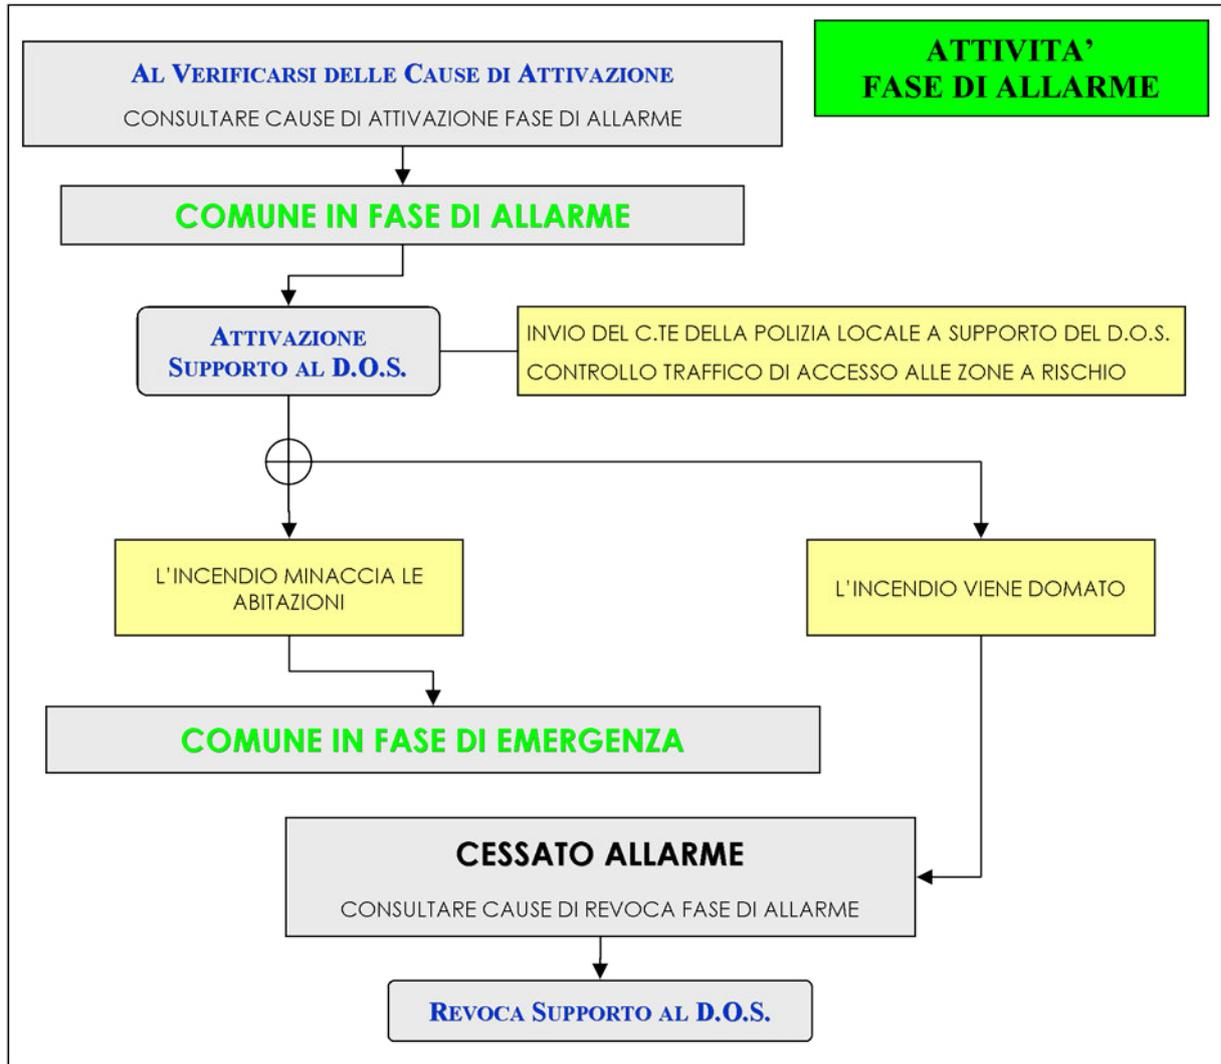 ATTIVITA'
FASE DI ALLARME
AL VERIFICARSI DELLE CAUSE DI ATTIVAZIONE
CONSULTARE CAUSE DI ATTIVAZIONE FASE DI ALLARME
COMUNE IN FASE DI ALLARME
ATTIVAZIONE
SUPPORTO AL D.O.S.
INVIO DEL C.TE DELLA POLIZIA LOCALE A SUPPORTO DEL D.O.S.
CONTROLLO TRAFFICO DI ACCESSO ALLE ZONE A RISCHIO
L'INCENDIO MINACCIA LE
ABITAZIONI
L'INCENDIO VIENE DOMATO
COMUNE IN FASE DI EMERGENZA
CESSATO ALLARME
CONSULTARE CAUSE DI REVOCA FASE DI ALLARME
REVOCA SUPPORTO AL D.O.S.